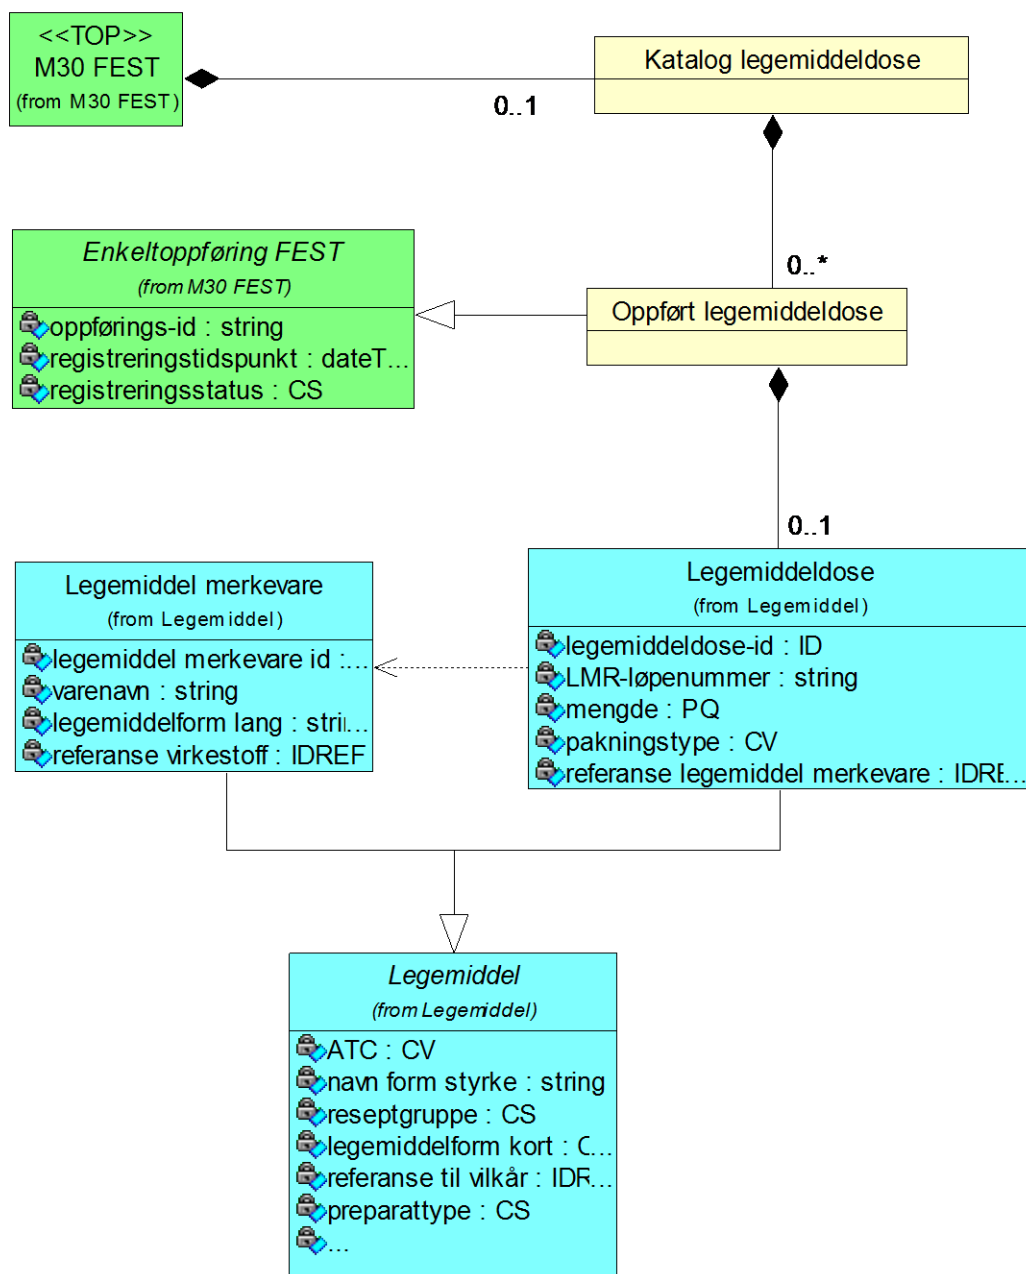 <<TOP>>
M30 FEST
(from M30 FEST)
Katalog legemiddeldose
0..1
0..*
Enkeltoppføring FEST
(from M30 FEST)
oppførings-id : string
registreringstidspunkt : dateT...
registreringsstatus : CS
Oppført legemiddeldose
0..1
Legemiddel merkevare
(from Legemiddel)
legemiddel merkevare id :...
varenavn : string
legemiddelform lang : stri...
referanse virkestoff : IDREF
Legemiddeldose
(from Legemiddel)
legemiddeldose-id : ID
LMR-løpenummer : string
mengde : PQ
pakningstype : CV
referanse legemiddel merkevare : IDRE...
Legemiddel
(from Legemiddel)
ATC : CV
navn form styrke : string
reseptgruppe : CS
legemiddelform kort : C...
referanse til vilkår : IDR...
preparattype : CS
...